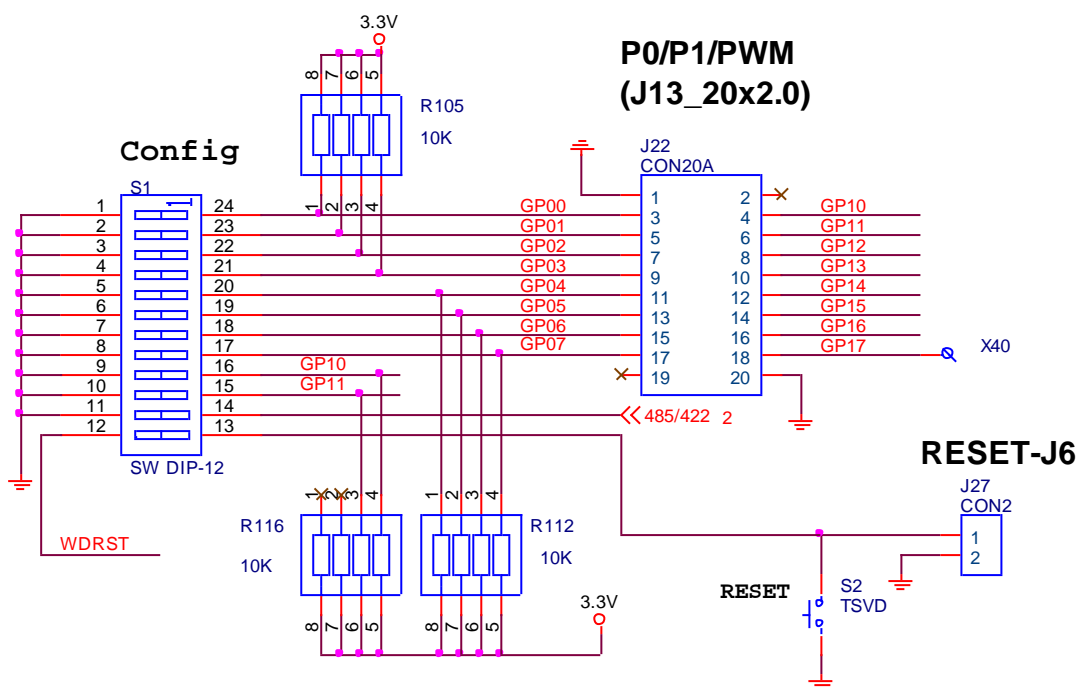 3.3V
P0/P1/PWM
(J13_20x2.0)
8 7 6 5
R105
10K
1 2 3 4
Config
S1
SW DIP-12
1 24
2 23
3 22
4 21
5 20
6 19
7 18
8 17
9 16
10 15
11 14
12 13
GP00
GP01
GP02
GP03
GP04
GP05
GP06
GP07
GP10
GP11
485/422 2
J22
CON20A
1 2
3 4
5 6
7 8
9 10
11 12
13 14
15 16
17 18
19 20
GP10
GP11
GP12
GP13
GP14
GP15
GP16
GP17
X40
WDRST
1 2 3 4
R116
10K
8 7 6 5
1 2 3 4
R112
10K
8 7 6 5
3.3V
RESET-J6
J27
CON2
1
2
RESET
S2
TSVD